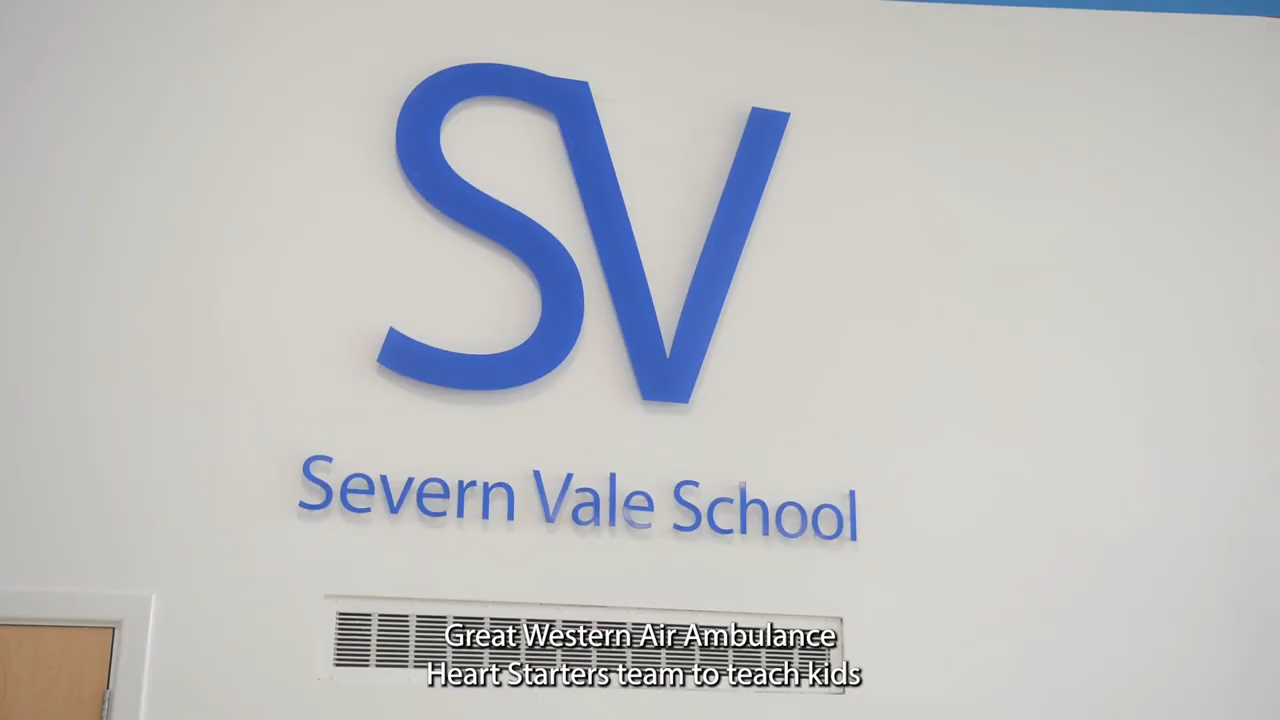 SV
Severn Vale School
Great Western Air Ambulance
Heart Starters team to teach kids